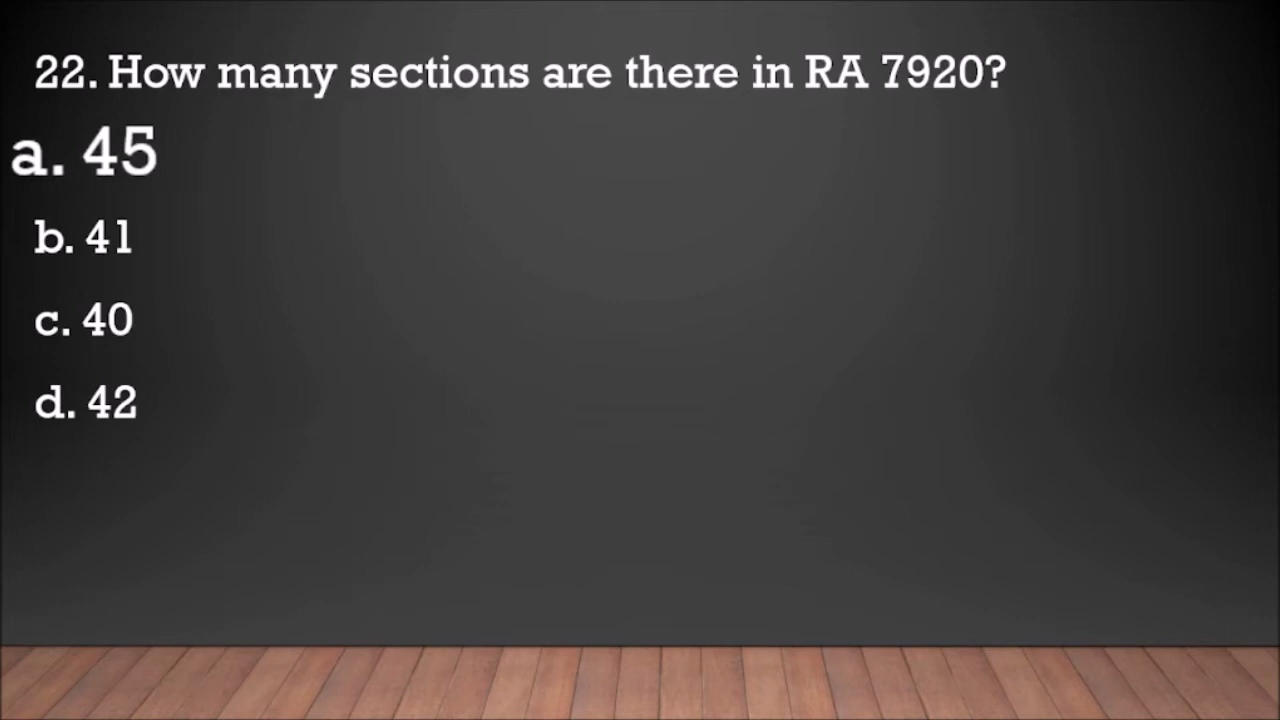 22. How many sections are there in RA 7920?
a. 45
b. 41
c. 40
d. 42